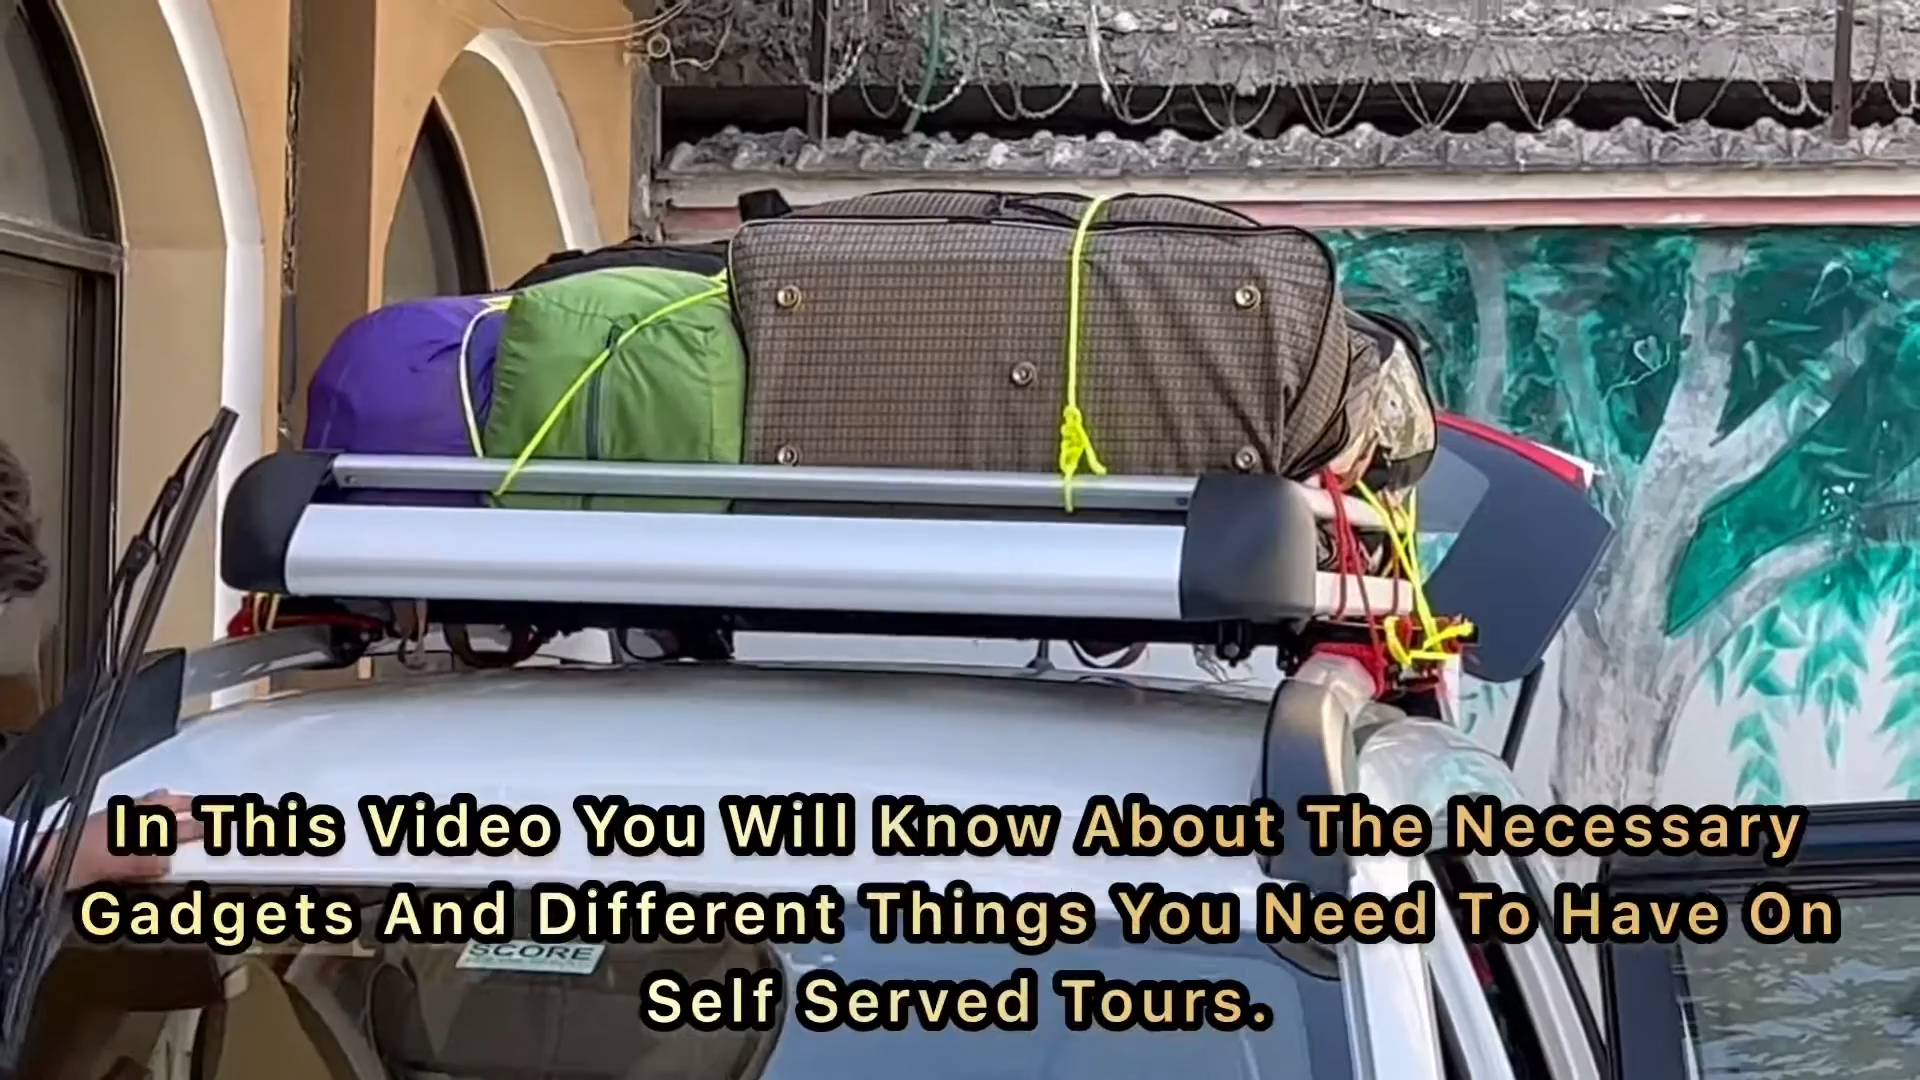 In This Video You Will Know About The Necessary
Gadgets And Different Things You Need To Have On
Self Served Tours.
SCORE